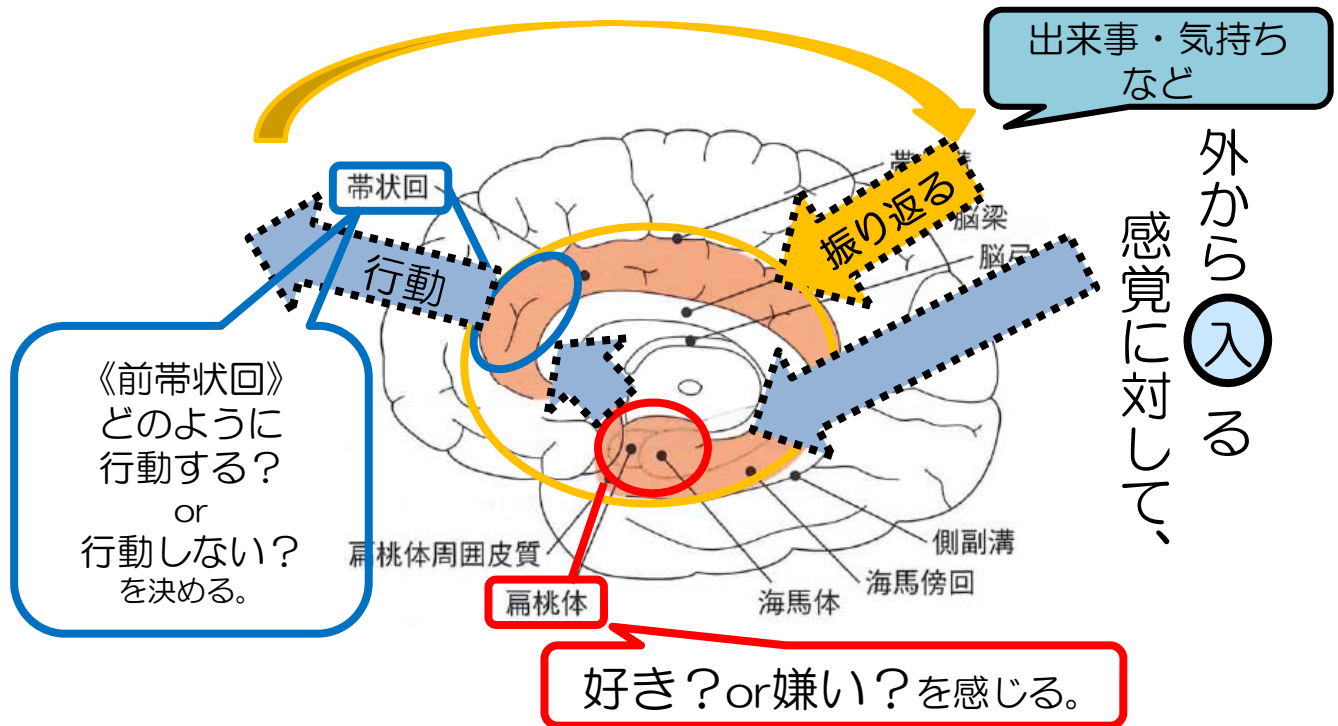 出来事・気持ち
など
外から入る
感覚に対して、
振り返る
帯状回
脳梁
行動
《前帯状回》
どのように
行動する?
or
行動しない?
を決める。
扁桃体周囲皮質
扁桃体
海馬体
海馬傍回
側副溝
好き?or嫌い?を感じる。